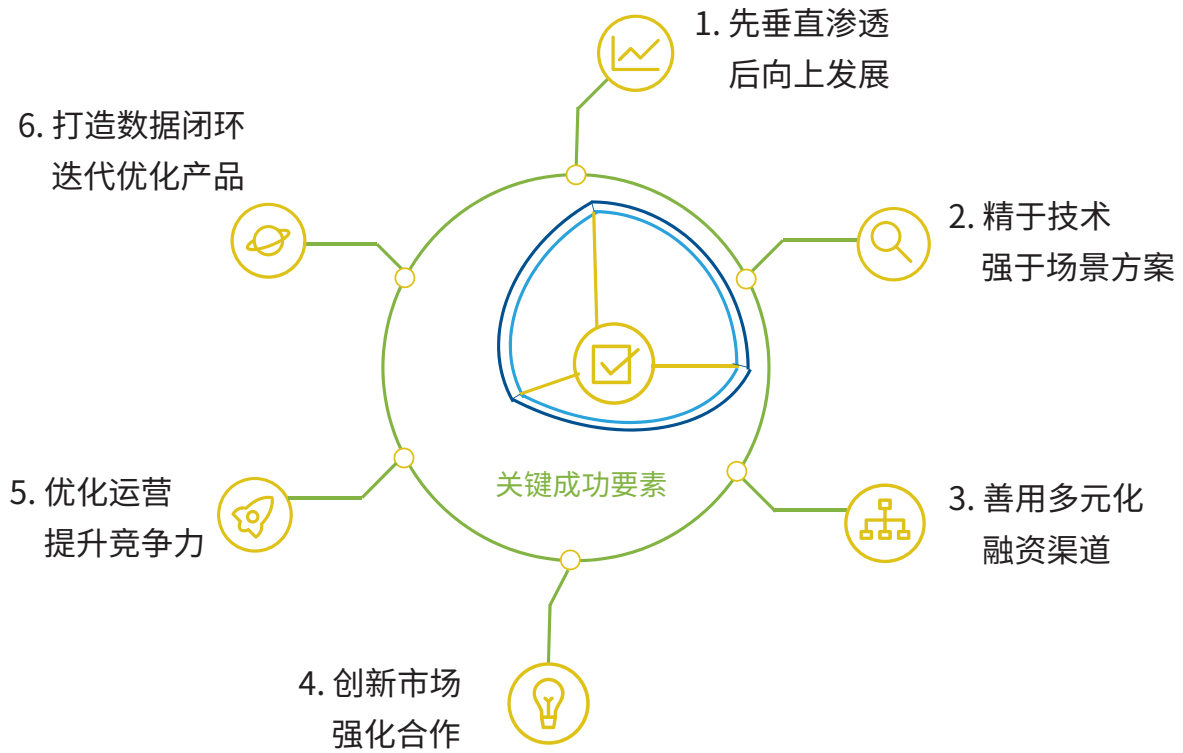 1. 先垂直渗透
后向上发展
2. 精于技术
强于场景方案
3. 善用多元化
融资渠道
4. 创新市场
强化合作
5. 优化运营
提升竞争力
6. 打造数据闭环
迭代优化产品
关键成功要素